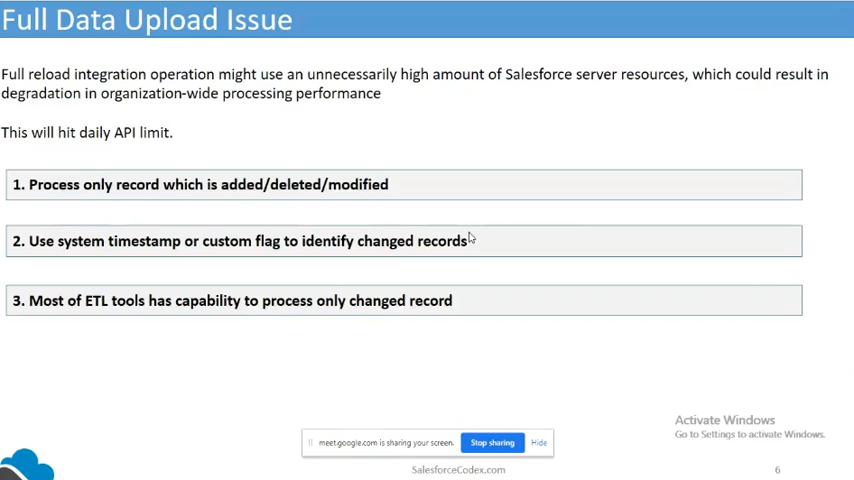 Full Data Upload Issue
Full reload integration operation might use an unnecessarily high amount of Salesforce server resources, which could result in
degradation in organization-wide processing performance
This will hit daily API limit.
1. Process only record which is added/deleted/modified
2. Use system timestamp or custom flag to identify changed records
3. Most of ETL tools has capability to process only changed record
Activate Windows
Go to Settings to activate Windows.
meet.google.com is sharing your screen.
Stop sharing
Hide
SalesforceCodex.com
6